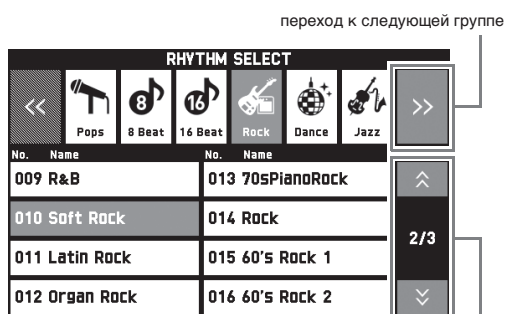 переход к следующей группе
RHYTHM SELECT
<< Pops 8 Beat 16 Beat Rock Dance Jazz >>
No. Name No. Name
009 R&B 013 70sPianoRock
010 Soft Rock 014 Rock
2/3
011 Latin Rock 015 60's Rock 1
012 Organ Rock 016 60's Rock 2